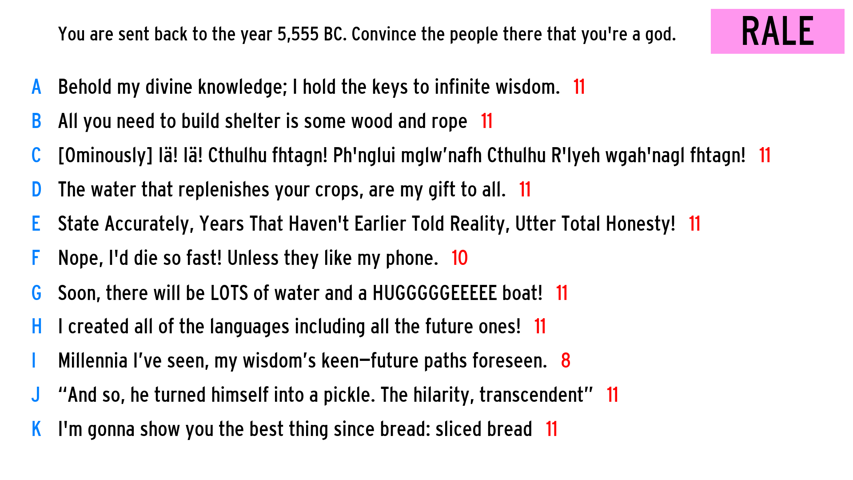 You are sent back to the year 5,555 BC. Convince the people there that you're a god.
RALE
A Behold my divine knowledge; I hold the keys to infinite wisdom. 11
B All you need to build shelter is some wood and rope 11
C [Ominously] Iä! Iä! Cthulhu fhtagn! Ph'nglui mglw’nafh Cthulhu R'lyeh wgah'nagl fhtagn! 11
D The water that replenishes your crops, are my gift to all. 11
E State Accurately, Years That Haven't Earlier Told Reality, Utter Total Honesty! 11
F Nope, I'd die so fast! Unless they like my phone. 10
G Soon, there will be LOTS of water and a HUGGGGGEEEEE boat! 11
H I created all of the languages including all the future ones! 11
I Millennia I’ve seen, my wisdom’s keen—future paths foreseen. 8
J “And so, he turned himself into a pickle. The hilarity, transcendent” 11
K I'm gonna show you the best thing since bread: sliced bread 11